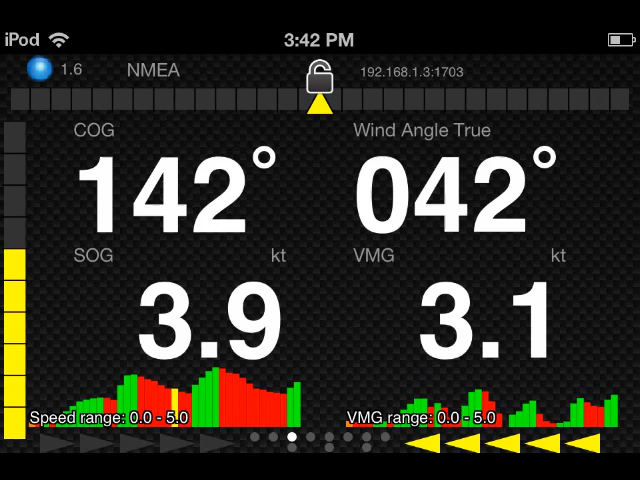 iPod 3:42 PM
1.6 NMEA 192.168.1.3:1703
COG Wind Angle True
142° 042°
SOG kt VMG kt
3.9 3.1
Speed range: 0.0 - 5.0 VMG range: 0.0 - 5.0